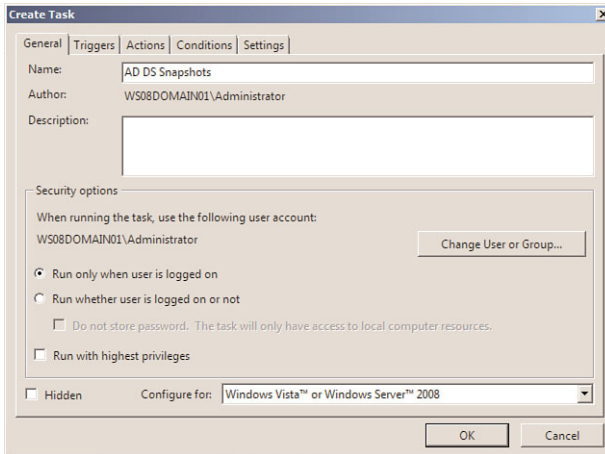 Create Task
General Triggers Actions Conditions Settings
Name: AD DS Snapshots
Author: WS08DOMAIN01\Administrator
Description:
Security options
When running the task, use the following user account:
WS08DOMAIN01\Administrator Change User or Group...
Run only when user is logged on
Run whether user is logged on or not
Do not store password. The task will only have access to local computer resources.
Run with highest privileges
Hidden Configure for: Windows Vista™ or Windows Server™ 2008
OK Cancel